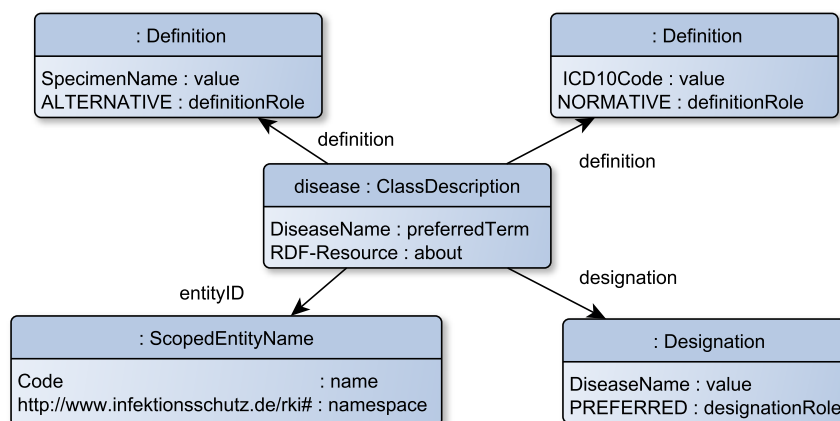 : Definition
SpecimenName : value
ALTERNATIVE : definitionRole
: Definition
ICD10Code : value
NORMATIVE : definitionRole
definition
definition
disease : ClassDescription
DiseaseName : preferredTerm
RDF-Resource : about
entityID
designation
: ScopedEntityName
Code : name
http://www.infektionsschutz.de/rki# : namespace
: Designation
DiseaseName : value
PREFERRED : designationRole